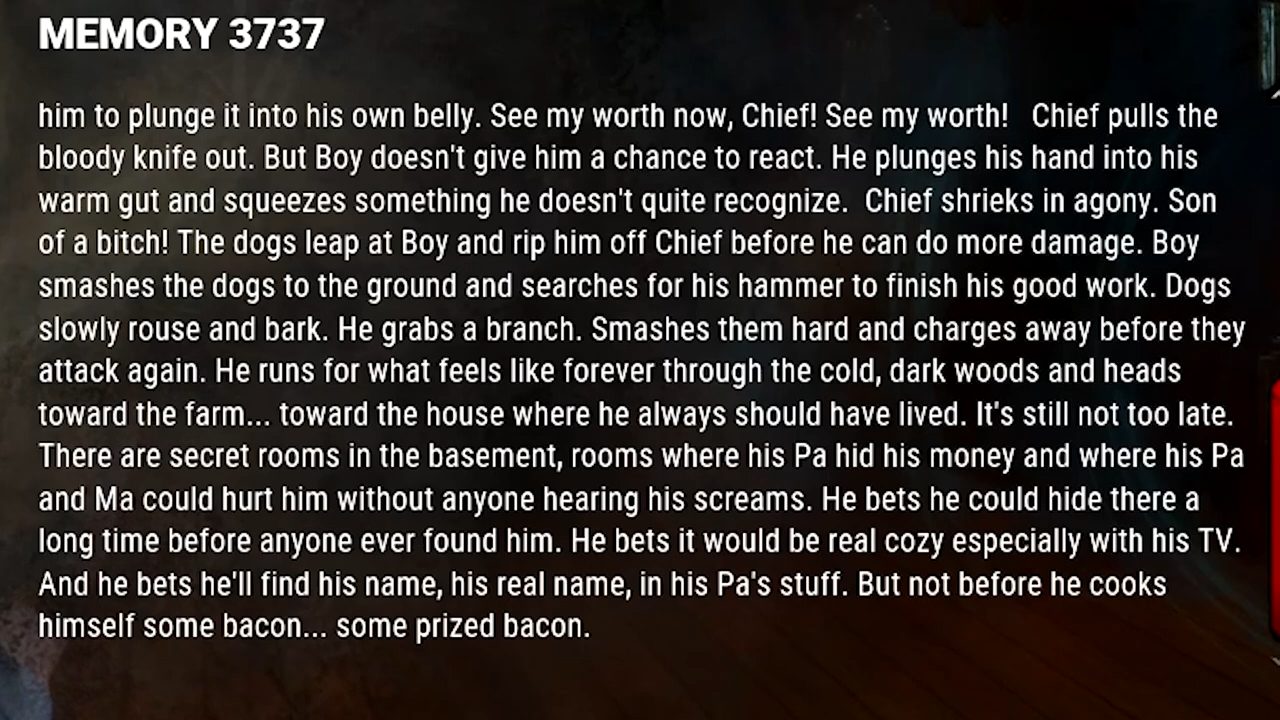 MEMORY 3737
him to plunge it into his own belly. See my worth now, Chief! See my worth!   Chief pulls the
bloody knife out. But Boy doesn't give him a chance to react. He plunges his hand into his
warm gut and squeezes something he doesn't quite recognize.  Chief shrieks in agony. Son
of a bitch! The dogs leap at Boy and rip him off Chief before he can do more damage. Boy
smashes the dogs to the ground and searches for his hammer to finish his good work. Dogs
slowly rouse and bark. He grabs a branch. Smashes them hard and charges away before they
attack again. He runs for what feels like forever through the cold, dark woods and heads
toward the farm... toward the house where he always should have lived. It's still not too late.
There are secret rooms in the basement, rooms where his Pa hid his money and where his Pa
and Ma could hurt him without anyone hearing his screams. He bets he could hide there a
long time before anyone ever found him. He bets it would be real cozy especially with his TV.
And he bets he'll find his name, his real name, in his Pa's stuff. But not before he cooks
himself some bacon... some prized bacon.